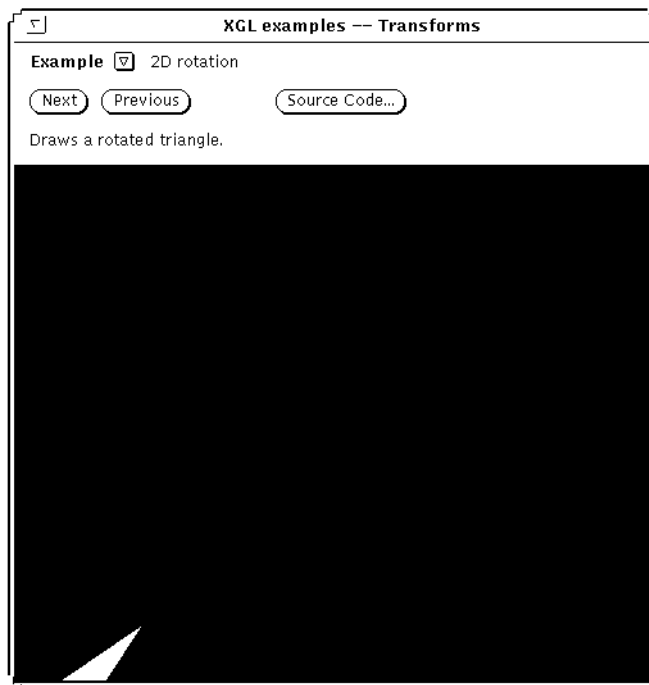 XGL examples -- Transforms
Example 2D rotation
Next Previous Source Code...
Draws a rotated triangle.